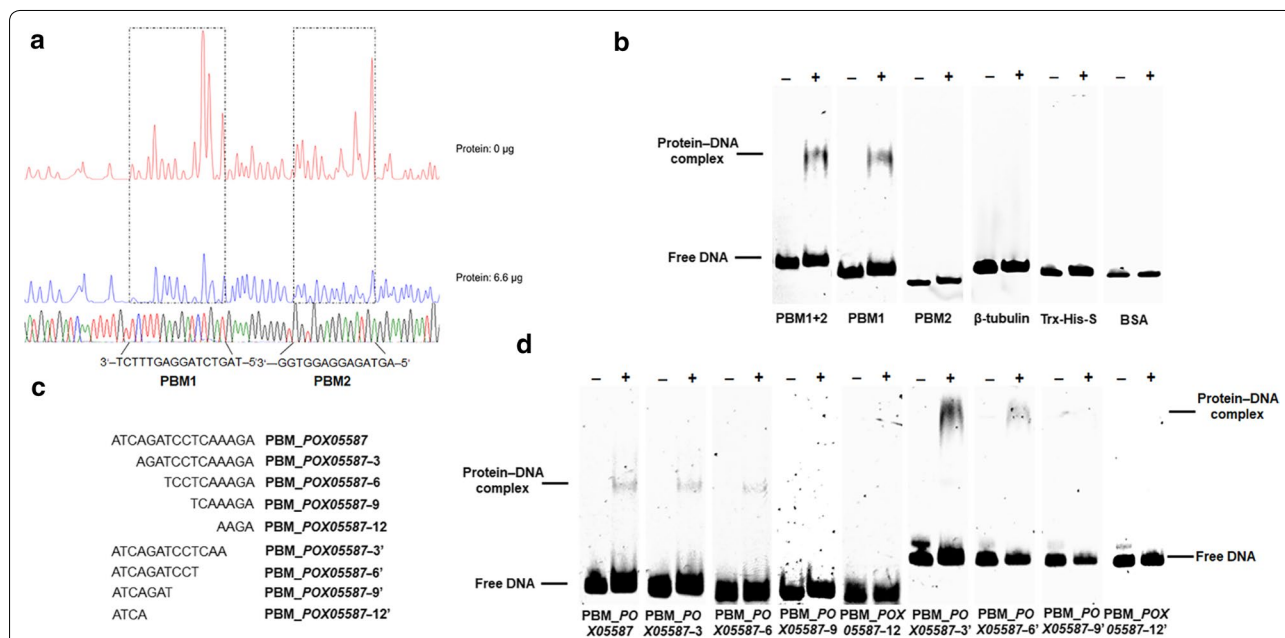 a
Protein: 0 µg
Protein: 6.6 µg
3'–TCTTTGAGGATCTGAT–5'
3'–GGTGGAGGAGATGA–5'
PBM1
PBM2
b
– + – + – + – + – + – +
Protein–DNA
complex
Free DNA
PBM1+2
PBM1
PBM2
β-tubulin
Trx-His-S
BSA
c
ATCAGATCCTCAAAGA PBM_POX05587
AGATCCTCAAAGA PBM_POX05587–3
TCCTCAAAGA PBM_POX05587–6
TCAAAGA PBM_POX05587–9
AAGA PBM_POX05587–12
ATCAGATCCTCAA PBM_POX05587–3'
ATCAGATCCT PBM_POX05587–6'
ATCAGAT PBM_POX05587–9'
ATCA PBM_POX05587–12'
d
– + – + – + – + – + – + – + – + – +
Protein–DNA
complex
Free DNA
Protein–DNA
complex
Free DNA
PBM_PO
X05587
PBM_PO
X05587–3
PBM_PO
X05587–6
PBM_PO
X05587–9
PBM_POX
05587–12
PBM_PO
X05587–3'
PBM_PO
X05587–6'
PBM_PO
X05587–9'
PBM_POX
05587–12'